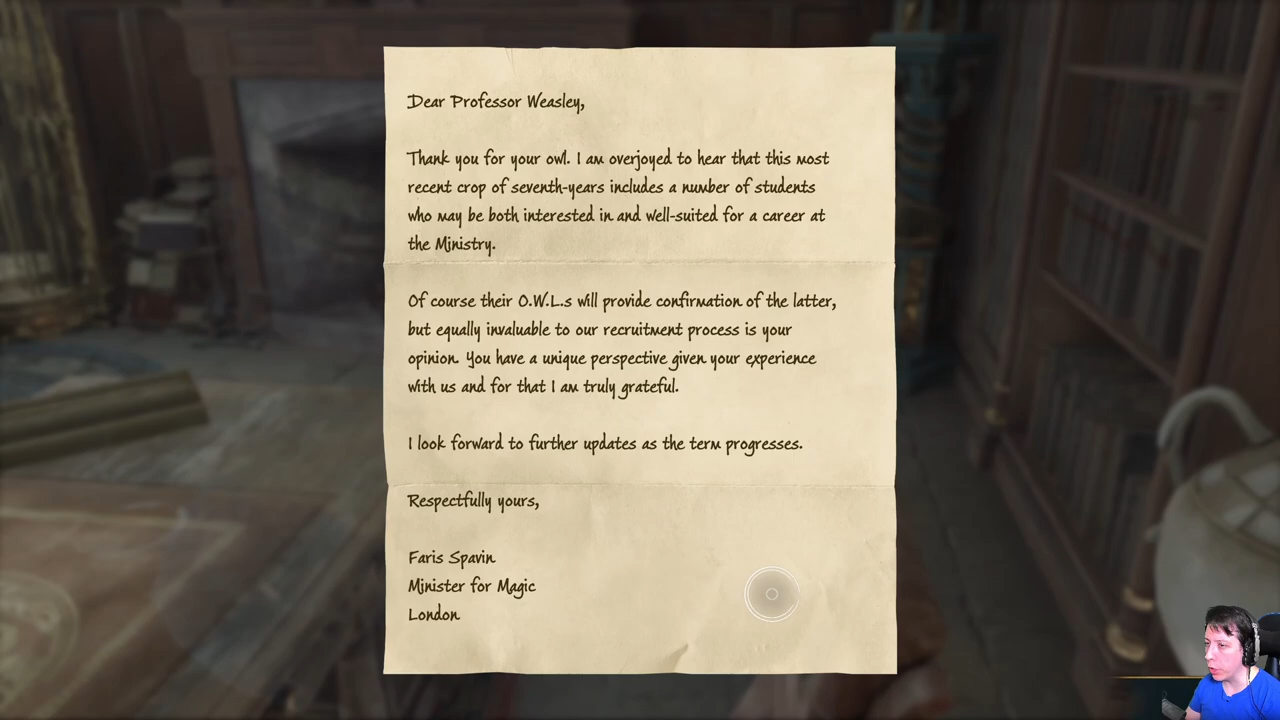 Dear Professor Weasley,
Thank you for your owl. I am overjoyed to hear that this most
recent crop of seventh-years includes a number of students
who may be both interested in and well-suited for a career at
the Ministry.
Of course their O.W.L.s will provide confirmation of the latter,
but equally invaluable to our recruitment process is your
opinion. You have a unique perspective given your experience
with us and for that I am truly grateful.
I look forward to further updates as the term progresses.
Respectfully yours,
Faris Spavin
Minister for Magic
London